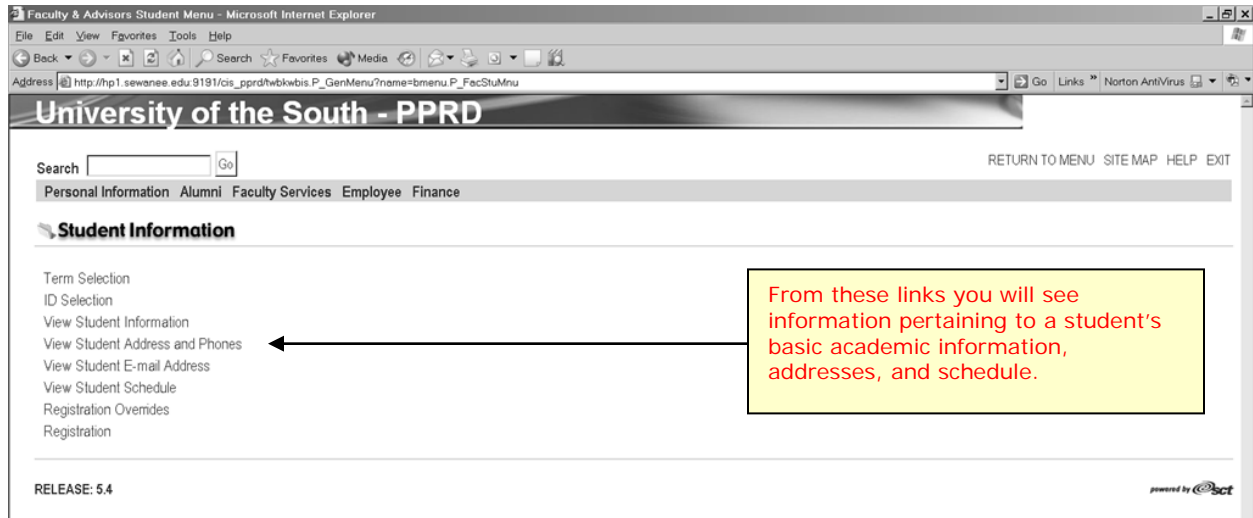 Faculty & Advisors Student Menu - Microsoft Internet Explorer
File Edit View Favorites Tools Help
Back Search Favorites Media
Address http://hp1.sewanee.edu:9191/cis_pprd/twbkwbis.P_GenMenu?name=bmenu.P_FacStuMnu Go Links » Norton AntiVirus
University of the South - PPRD
Search Go RETURN TO MENU SITE MAP HELP EXIT
Personal Information Alumni Faculty Services Employee Finance
Student Information
Term Selection
ID Selection
View Student Information
View Student Address and Phones
View Student E-mail Address
View Student Schedule
Registration Overrides
Registration
From these links you will see
information pertaining to a student's
basic academic information,
addresses, and schedule.
RELEASE: 5.4 powered by sct